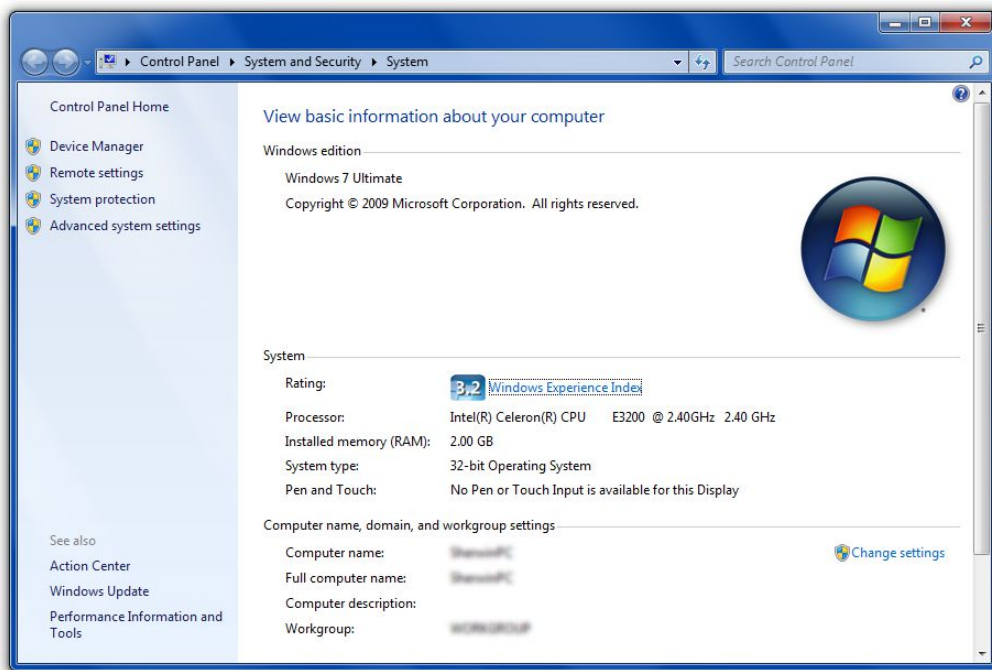 Control Panel ▸ System and Security ▸ System
Search Control Panel
Control Panel Home
Device Manager
Remote settings
System protection
Advanced system settings
View basic information about your computer
Windows edition
Windows 7 Ultimate
Copyright © 2009 Microsoft Corporation.  All rights reserved.
System
Rating: 3.2 Windows Experience Index
Processor: Intel(R) Celeron(R) CPU E3200 @ 2.40GHz 2.40 GHz
Installed memory (RAM): 2.00 GB
System type: 32-bit Operating System
Pen and Touch: No Pen or Touch Input is available for this Display
Computer name, domain, and workgroup settings
Computer name:
Change settings
Full computer name:
Computer description:
Workgroup:
See also
Action Center
Windows Update
Performance Information and
Tools